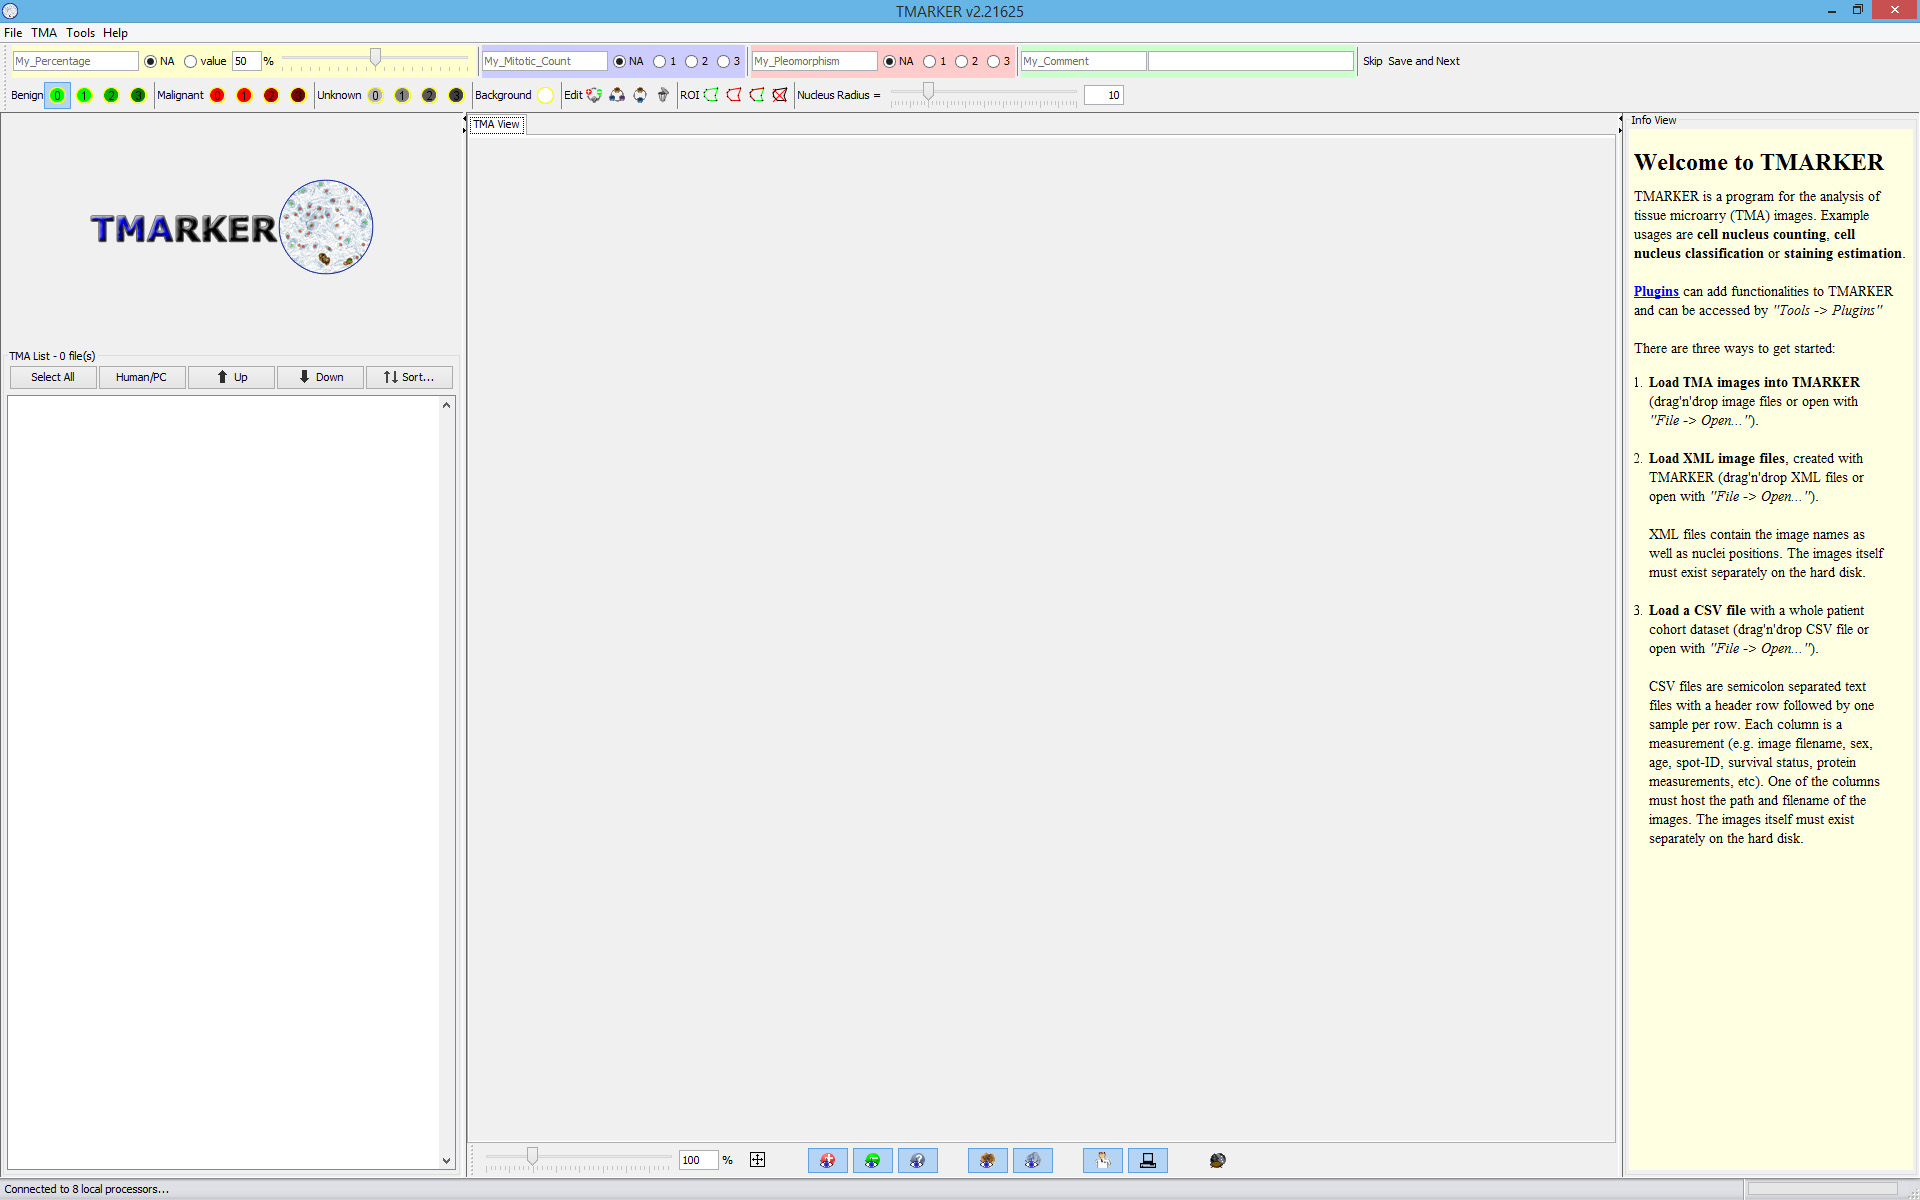 TMARKER v2.21625
File TMA Tools Help
My_Percentage NA value 50 % My_Mitotic_Count NA 1 2 3 My_Pleomorphism NA 1 2 3 My_Comment Skip Save and Next
Benign 0 1 2 3 Malignant 0 1 2 3 Unknown 0 1 2 3 Background Edit ROI Nucleus Radius = 10
TMA View
Info View
TMARKER
TMA List - 0 file(s)
Select All Human/PC Up Down Sort...
Welcome to TMARKER
TMARKER is a program for the analysis of
tissue microarry (TMA) images. Example
usages are cell nucleus counting, cell
nucleus classification or staining estimation.
Plugins can add functionalities to TMARKER
and can be accessed by "Tools -> Plugins"
There are three ways to get started:
1. Load TMA images into TMARKER
(drag'n'drop image files or open with
"File -> Open...").
2. Load XML image files, created with
TMARKER (drag'n'drop XML files or
open with "File -> Open...").
XML files contain the image names as
well as nuclei positions. The images itself
must exist separately on the hard disk.
3. Load a CSV file with a whole patient
cohort dataset (drag'n'drop CSV file or
open with "File -> Open...").
CSV files are semicolon separated text
files with a header row followed by one
sample per row. Each column is a
measurement (e.g. image filename, sex,
age, spot-ID, survival status, protein
measurements, etc). One of the columns
must host the path and filename of the
images. The images itself must exist
separately on the hard disk.
100 %
Connected to 8 local processors...